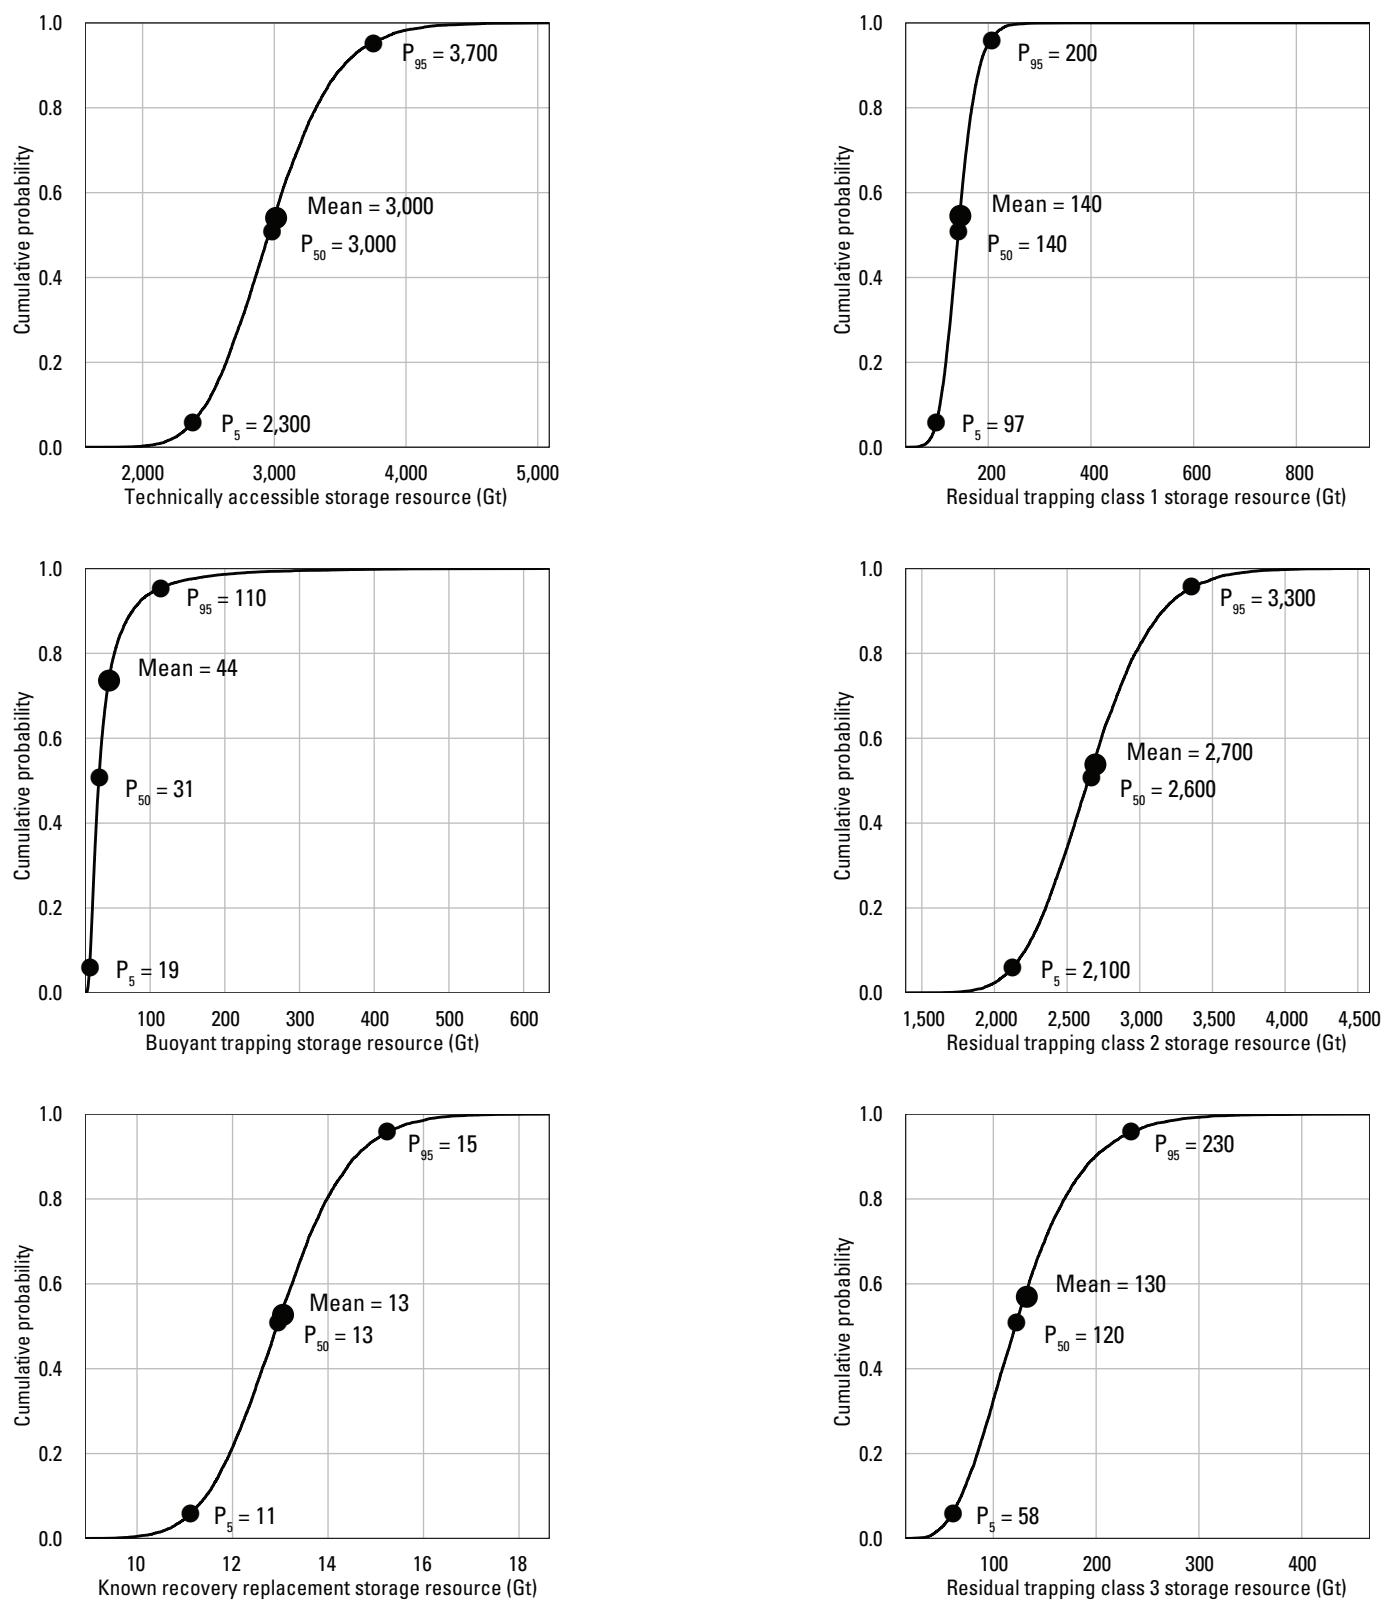 1.0
0.8
0.6
0.4
0.2
0.0
Cumulative probability
P95 = 3,700
Mean = 3,000
P50 = 3,000
P5 = 2,300
2,000 3,000 4,000 5,000
Technically accessible storage resource (Gt)
1.0
0.8
0.6
0.4
0.2
0.0
Cumulative probability
P95 = 200
Mean = 140
P50 = 140
P5 = 97
200 400 600 800
Residual trapping class 1 storage resource (Gt)
1.0
0.8
0.6
0.4
0.2
0.0
Cumulative probability
P95 = 110
Mean = 44
P50 = 31
P5 = 19
100 200 300 400 500 600
Buoyant trapping storage resource (Gt)
1.0
0.8
0.6
0.4
0.2
0.0
Cumulative probability
P95 = 3,300
Mean = 2,700
P50 = 2,600
P5 = 2,100
1,500 2,000 2,500 3,000 3,500 4,000 4,500
Residual trapping class 2 storage resource (Gt)
1.0
0.8
0.6
0.4
0.2
0.0
Cumulative probability
P95 = 15
Mean = 13
P50 = 13
P5 = 11
10 12 14 16 18
Known recovery replacement storage resource (Gt)
1.0
0.8
0.6
0.4
0.2
0.0
Cumulative probability
P95 = 230
Mean = 130
P50 = 120
P5 = 58
100 200 300 400
Residual trapping class 3 storage resource (Gt)